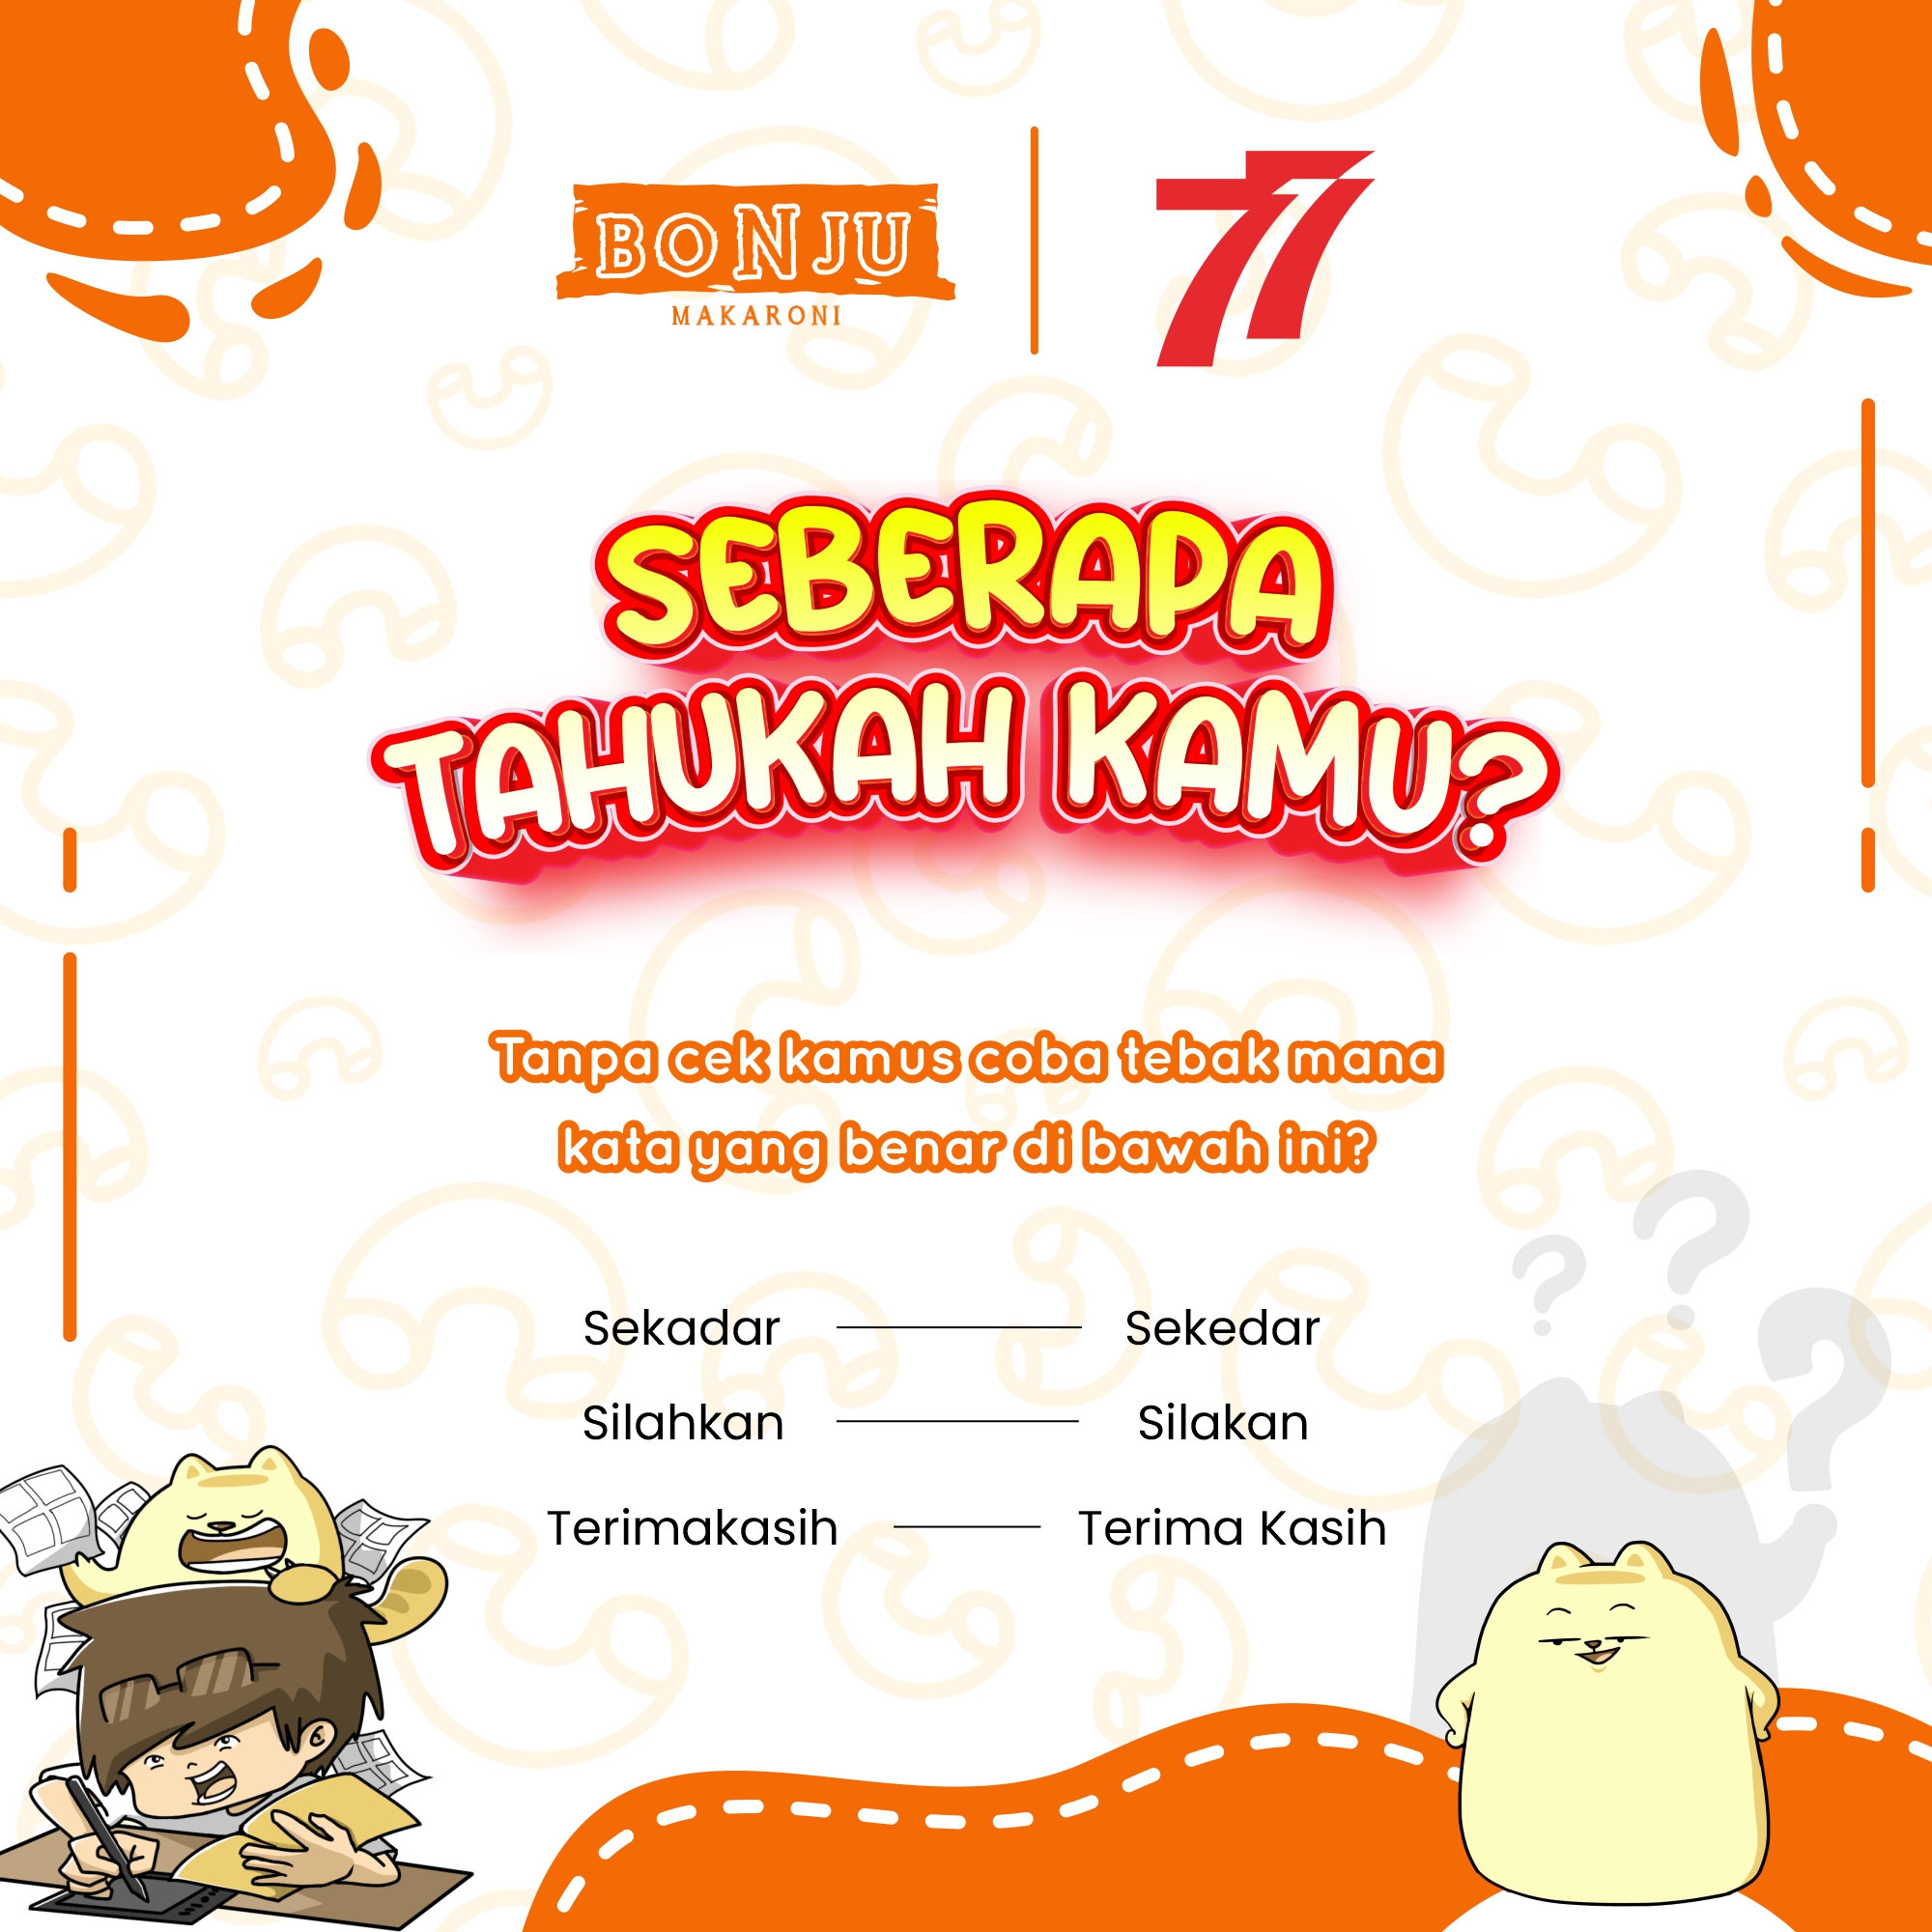 BONJU
MAKARONI
77
SEBERAPA
TAHUKAH KAMU?
Tanpa cek kamus coba tebak mana
kata yang benar di bawah ini?
Sekadar Sekedar
Silahkan Silakan
Terimakasih Terima Kasih
? ? ?